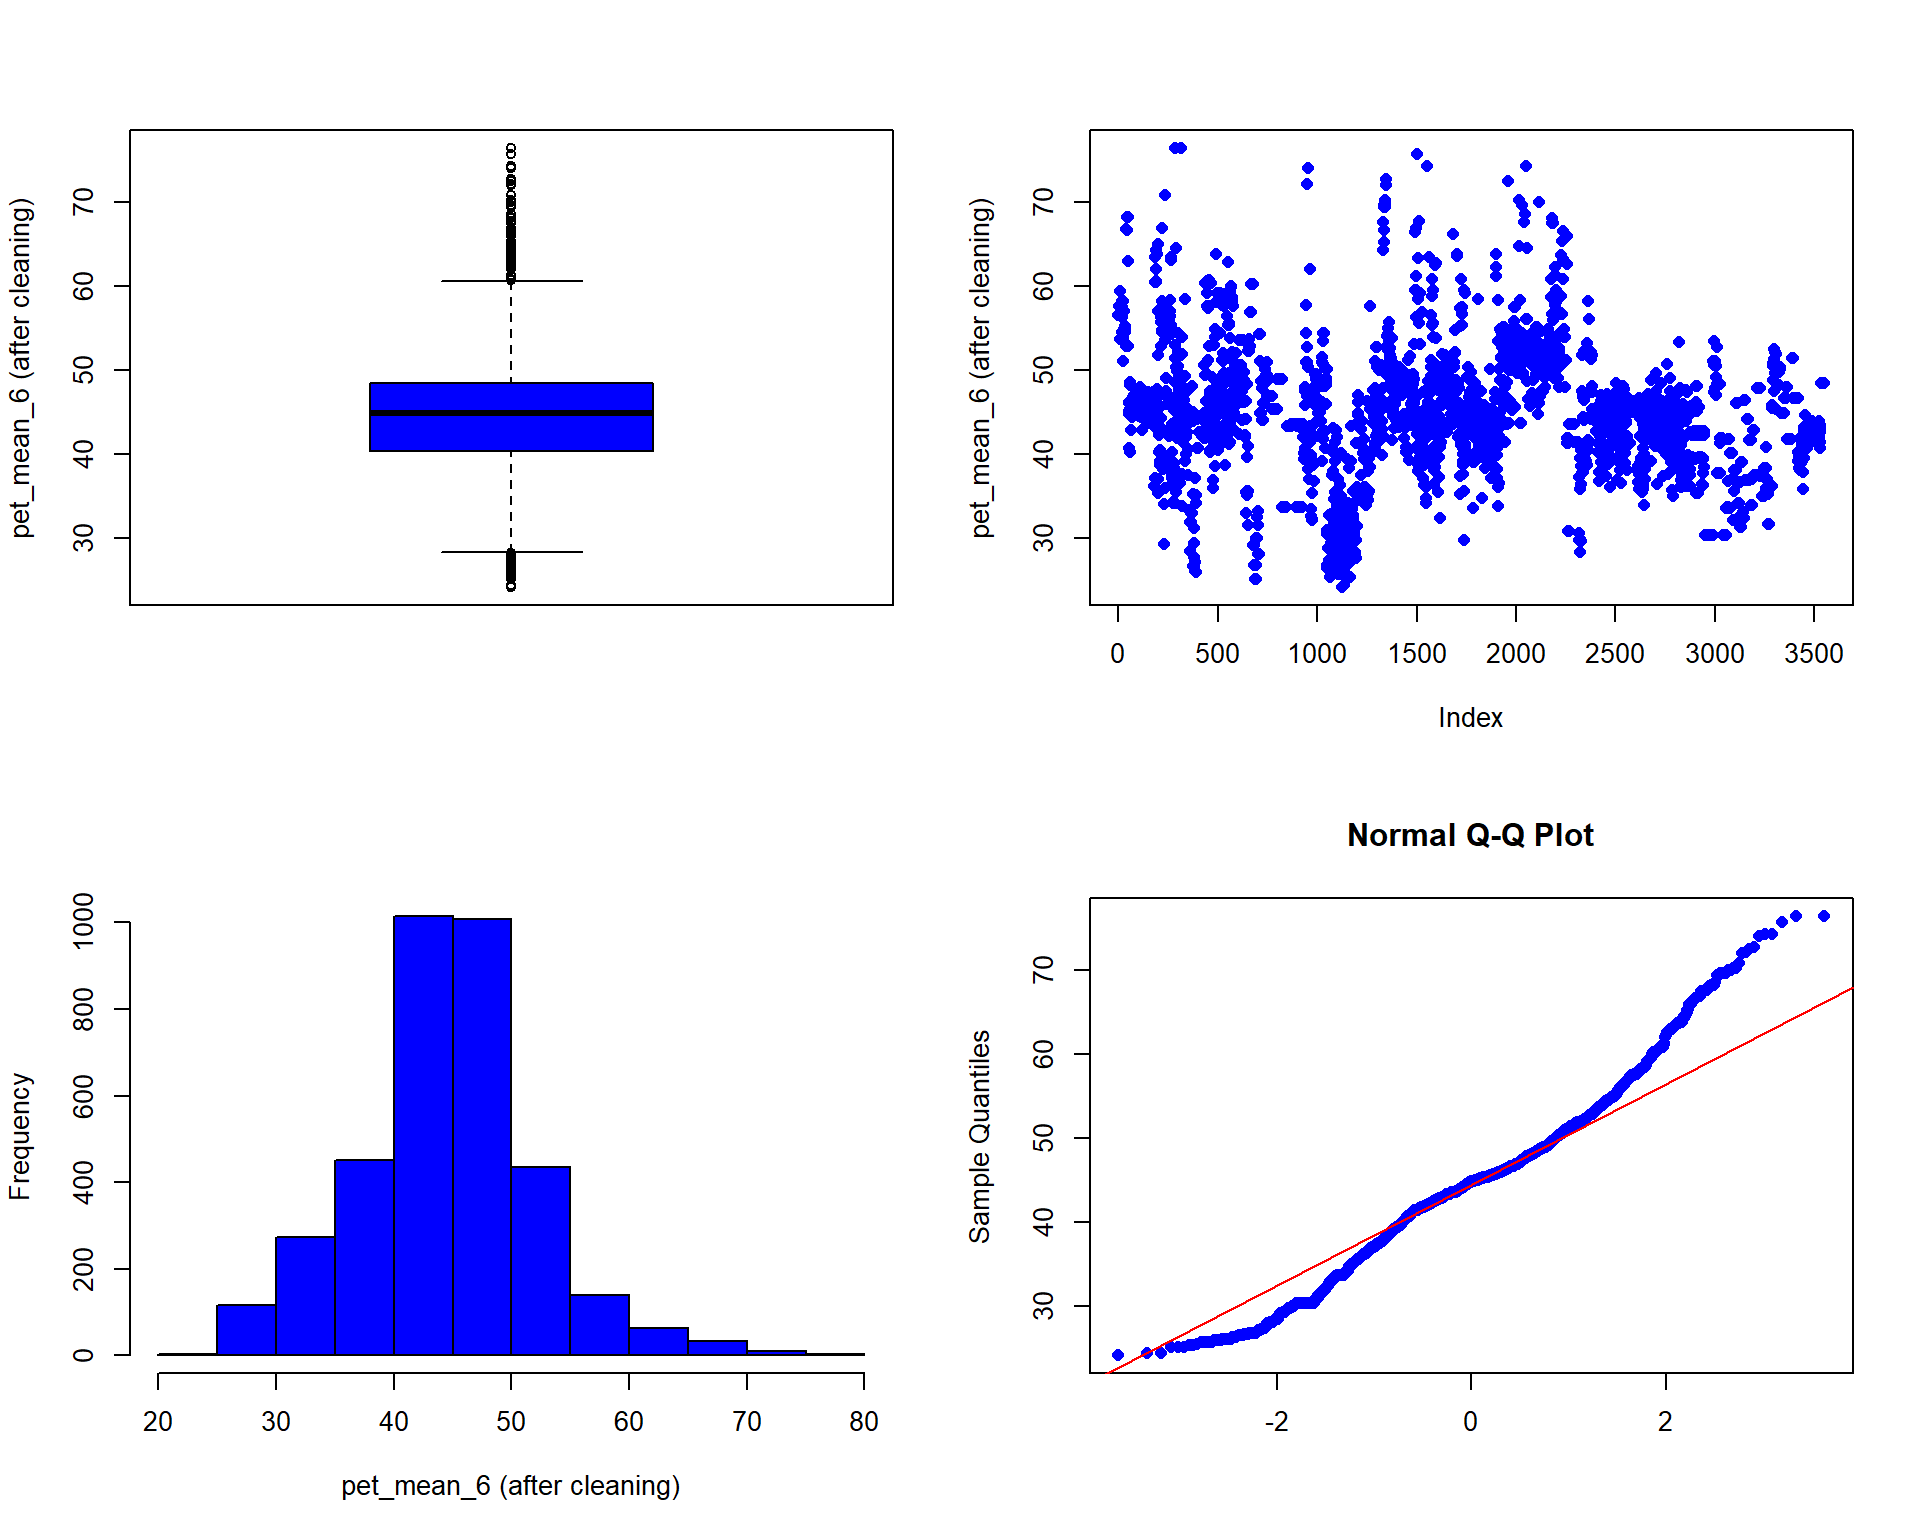 pet_mean_6 (after cleaning)
30 40 50 60 70
pet_mean_6 (after cleaning)
30 40 50 60 70
0 500 1000 1500 2000 2500 3000 3500
Index
Frequency
0 200 400 600 800 1000
20 30 40 50 60 70 80
pet_mean_6 (after cleaning)
Normal Q-Q Plot
Sample Quantiles
30 40 50 60 70
-2 0 2